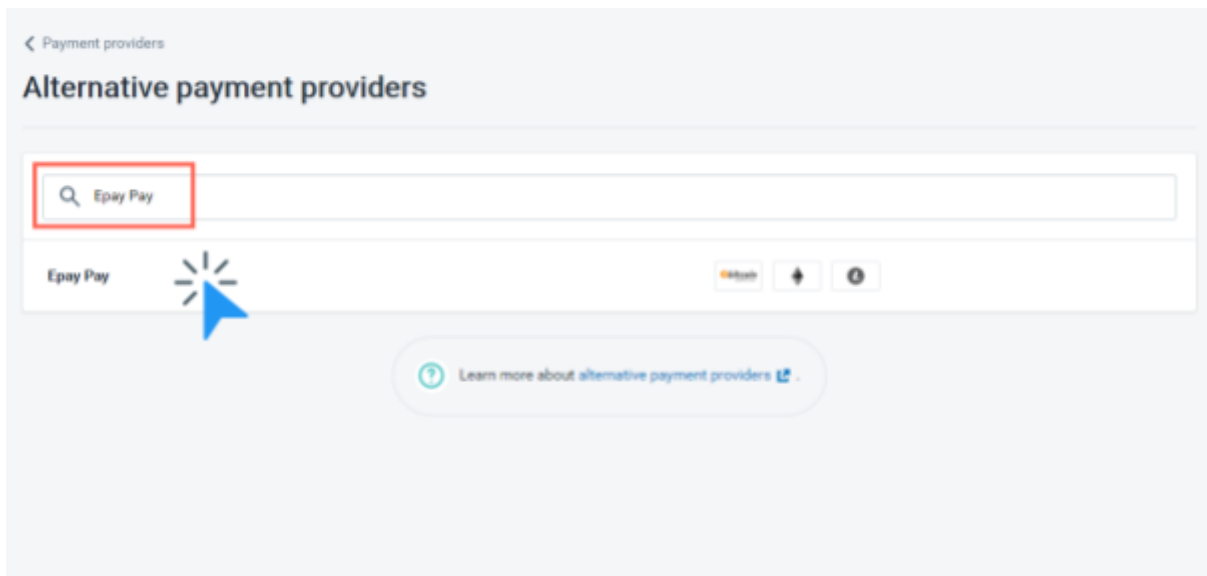 Payment providers
Alternative payment providers
Epay Pay
Epay Pay
Learn more about alternative payment providers .